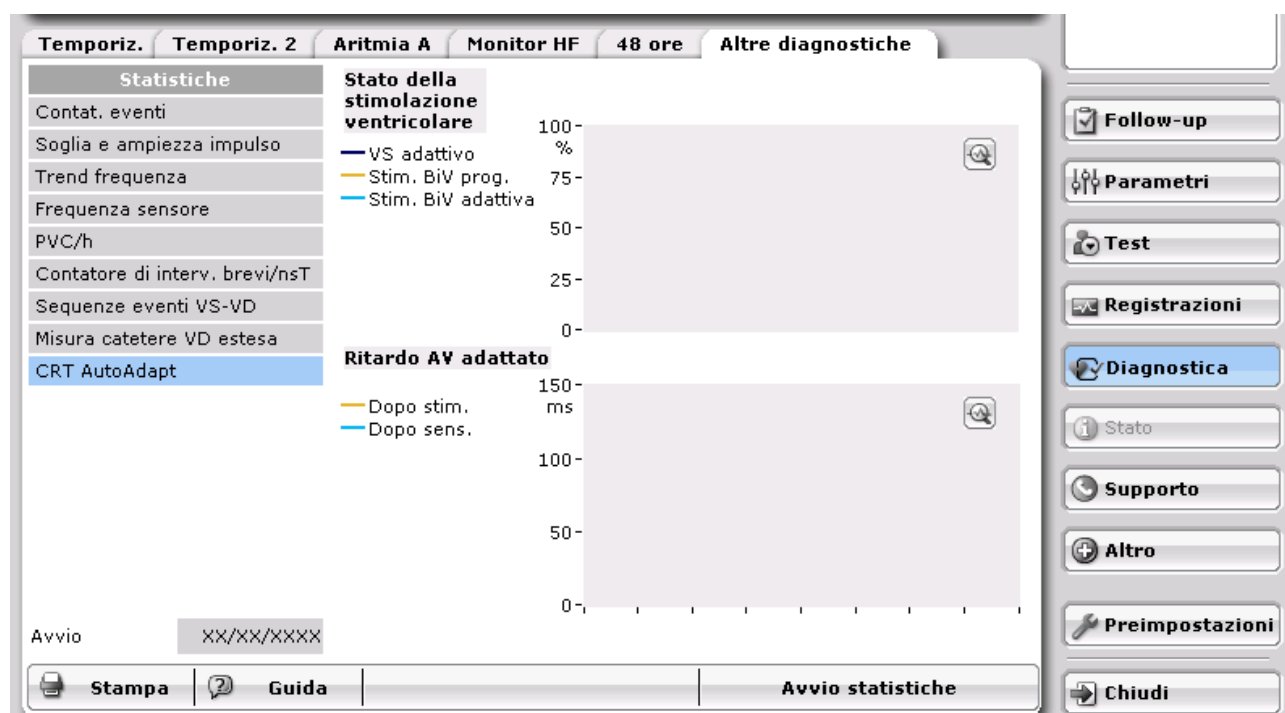 Temporiz. Temporiz. 2 Aritmia A Monitor HF 48 ore Altre diagnostiche
Statistiche
Contat. eventi
Soglia e ampiezza impulso
Trend frequenza
Frequenza sensore
PVC/h
Contatore di interv. brevi/nsT
Sequenze eventi VS-VD
Misura catetere VD estesa
CRT AutoAdapt
Avvio XX/XX/XXXX
Stato della
stimolazione
ventricolare
VS adattivo
Stim. BiV prog.
Stim. BiV adattiva
100
%
75
50
25
0
Ritardo AV adattato
Dopo stim.
Dopo sens.
150
ms
100
50
0
Follow-up
Parametri
Test
Registrazioni
Diagnostica
Stato
Supporto
Altro
Preimpostazioni
Chiudi
Stampa Guida Avvio statistiche